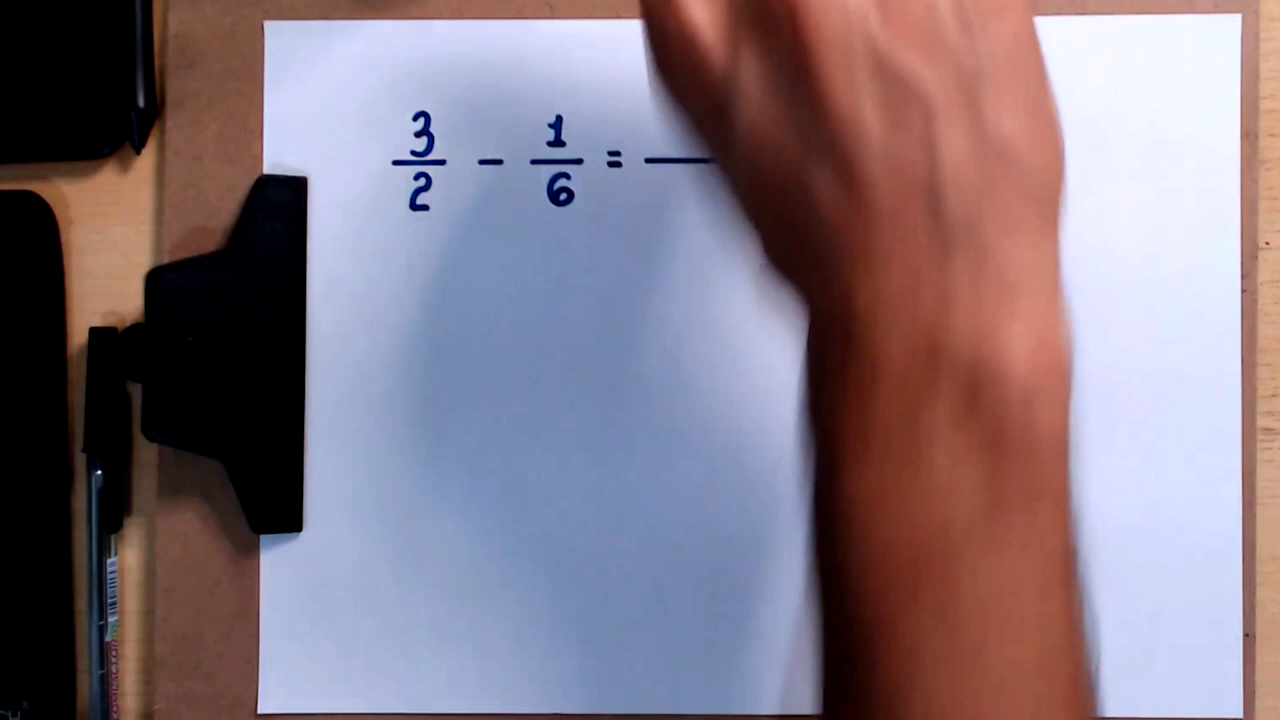 3/2 - 1/6 =